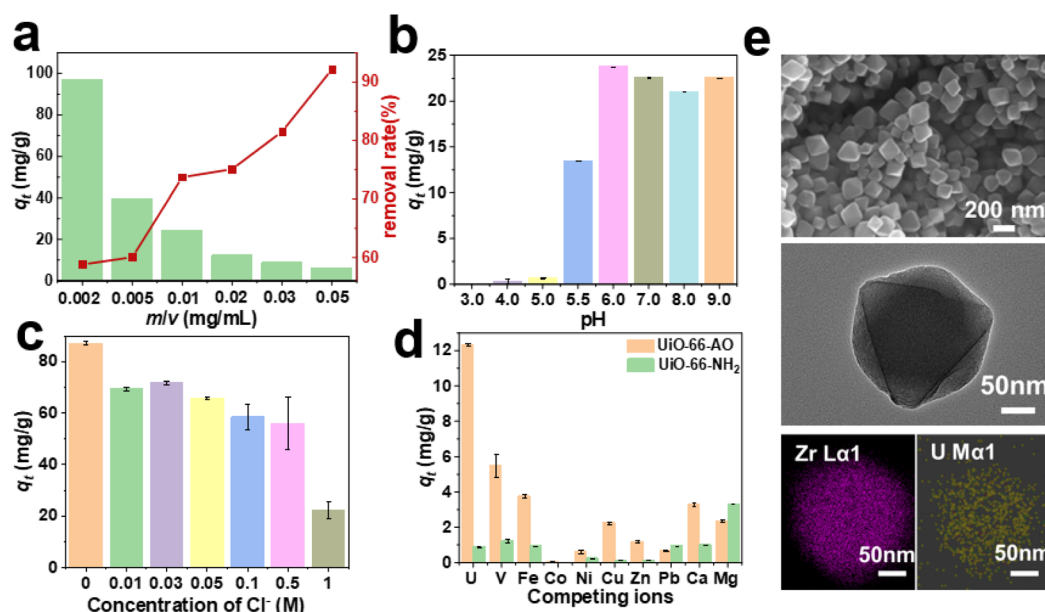 a
100
80
60
40
20
0
qₜ (mg/g)
90
80
70
60
removal rate(%)
0.002 0.005 0.01 0.02 0.03 0.05
m/v (mg/mL)
b
25
20
15
10
5
0
qₜ (mg/g)
3.0 4.0 5.0 5.5 6.0 7.0 8.0 9.0
pH
c
80
60
40
20
0
qₜ (mg/g)
0 0.01 0.03 0.05 0.1 0.5 1
Concentration of Cl⁻ (M)
d
12
10
8
6
4
2
0
qₜ (mg/g)
UiO-66-AO
UiO-66-NH₂
U V Fe Co Ni Cu Zn Pb Ca Mg
Competing ions
e
200 nm
50nm
Zr Lα1
50nm
U Mα1
50nm